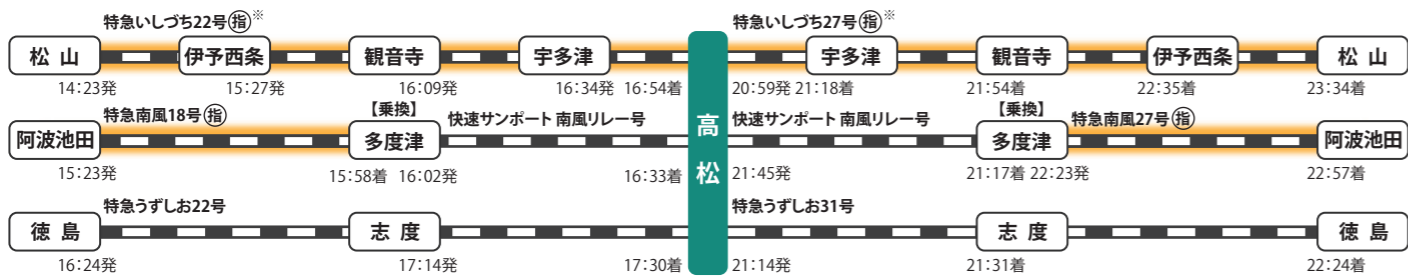 特急いしづち22号㊜※ 特急いしづち27号㊜※
松山 伊予西条 観音寺 宇多津 宇多津 観音寺 伊予西条 松山
14:23発 15:27発 16:09発 16:34発 16:54着 20:59発 21:18着 21:54着 22:35着 23:34着
特急南風18号指 【乗換】 快速サンポート 南風リレー号 快速サンポート 南風リレー号 【乗換】 特急南風27号指
阿波池田 多度津 多度津 阿波池田
15:23発 15:58着 16:02発 16:33着 21:45発 21:17着 22:23発 22:57着
高松
特急うずしお22号 特急うずしお31号
徳島 志度 志度 徳島
16:24発 17:14発 17:30着 21:14発 21:31着 22:24着